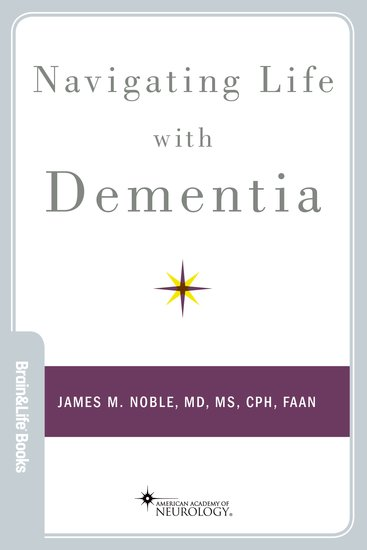 Navigating Life
with
Dementia
JAMES M. NOBLE, MD, MS, CPH, FAAN
Brain&Life® Books
AMERICAN ACADEMY OF
NEUROLOGY®